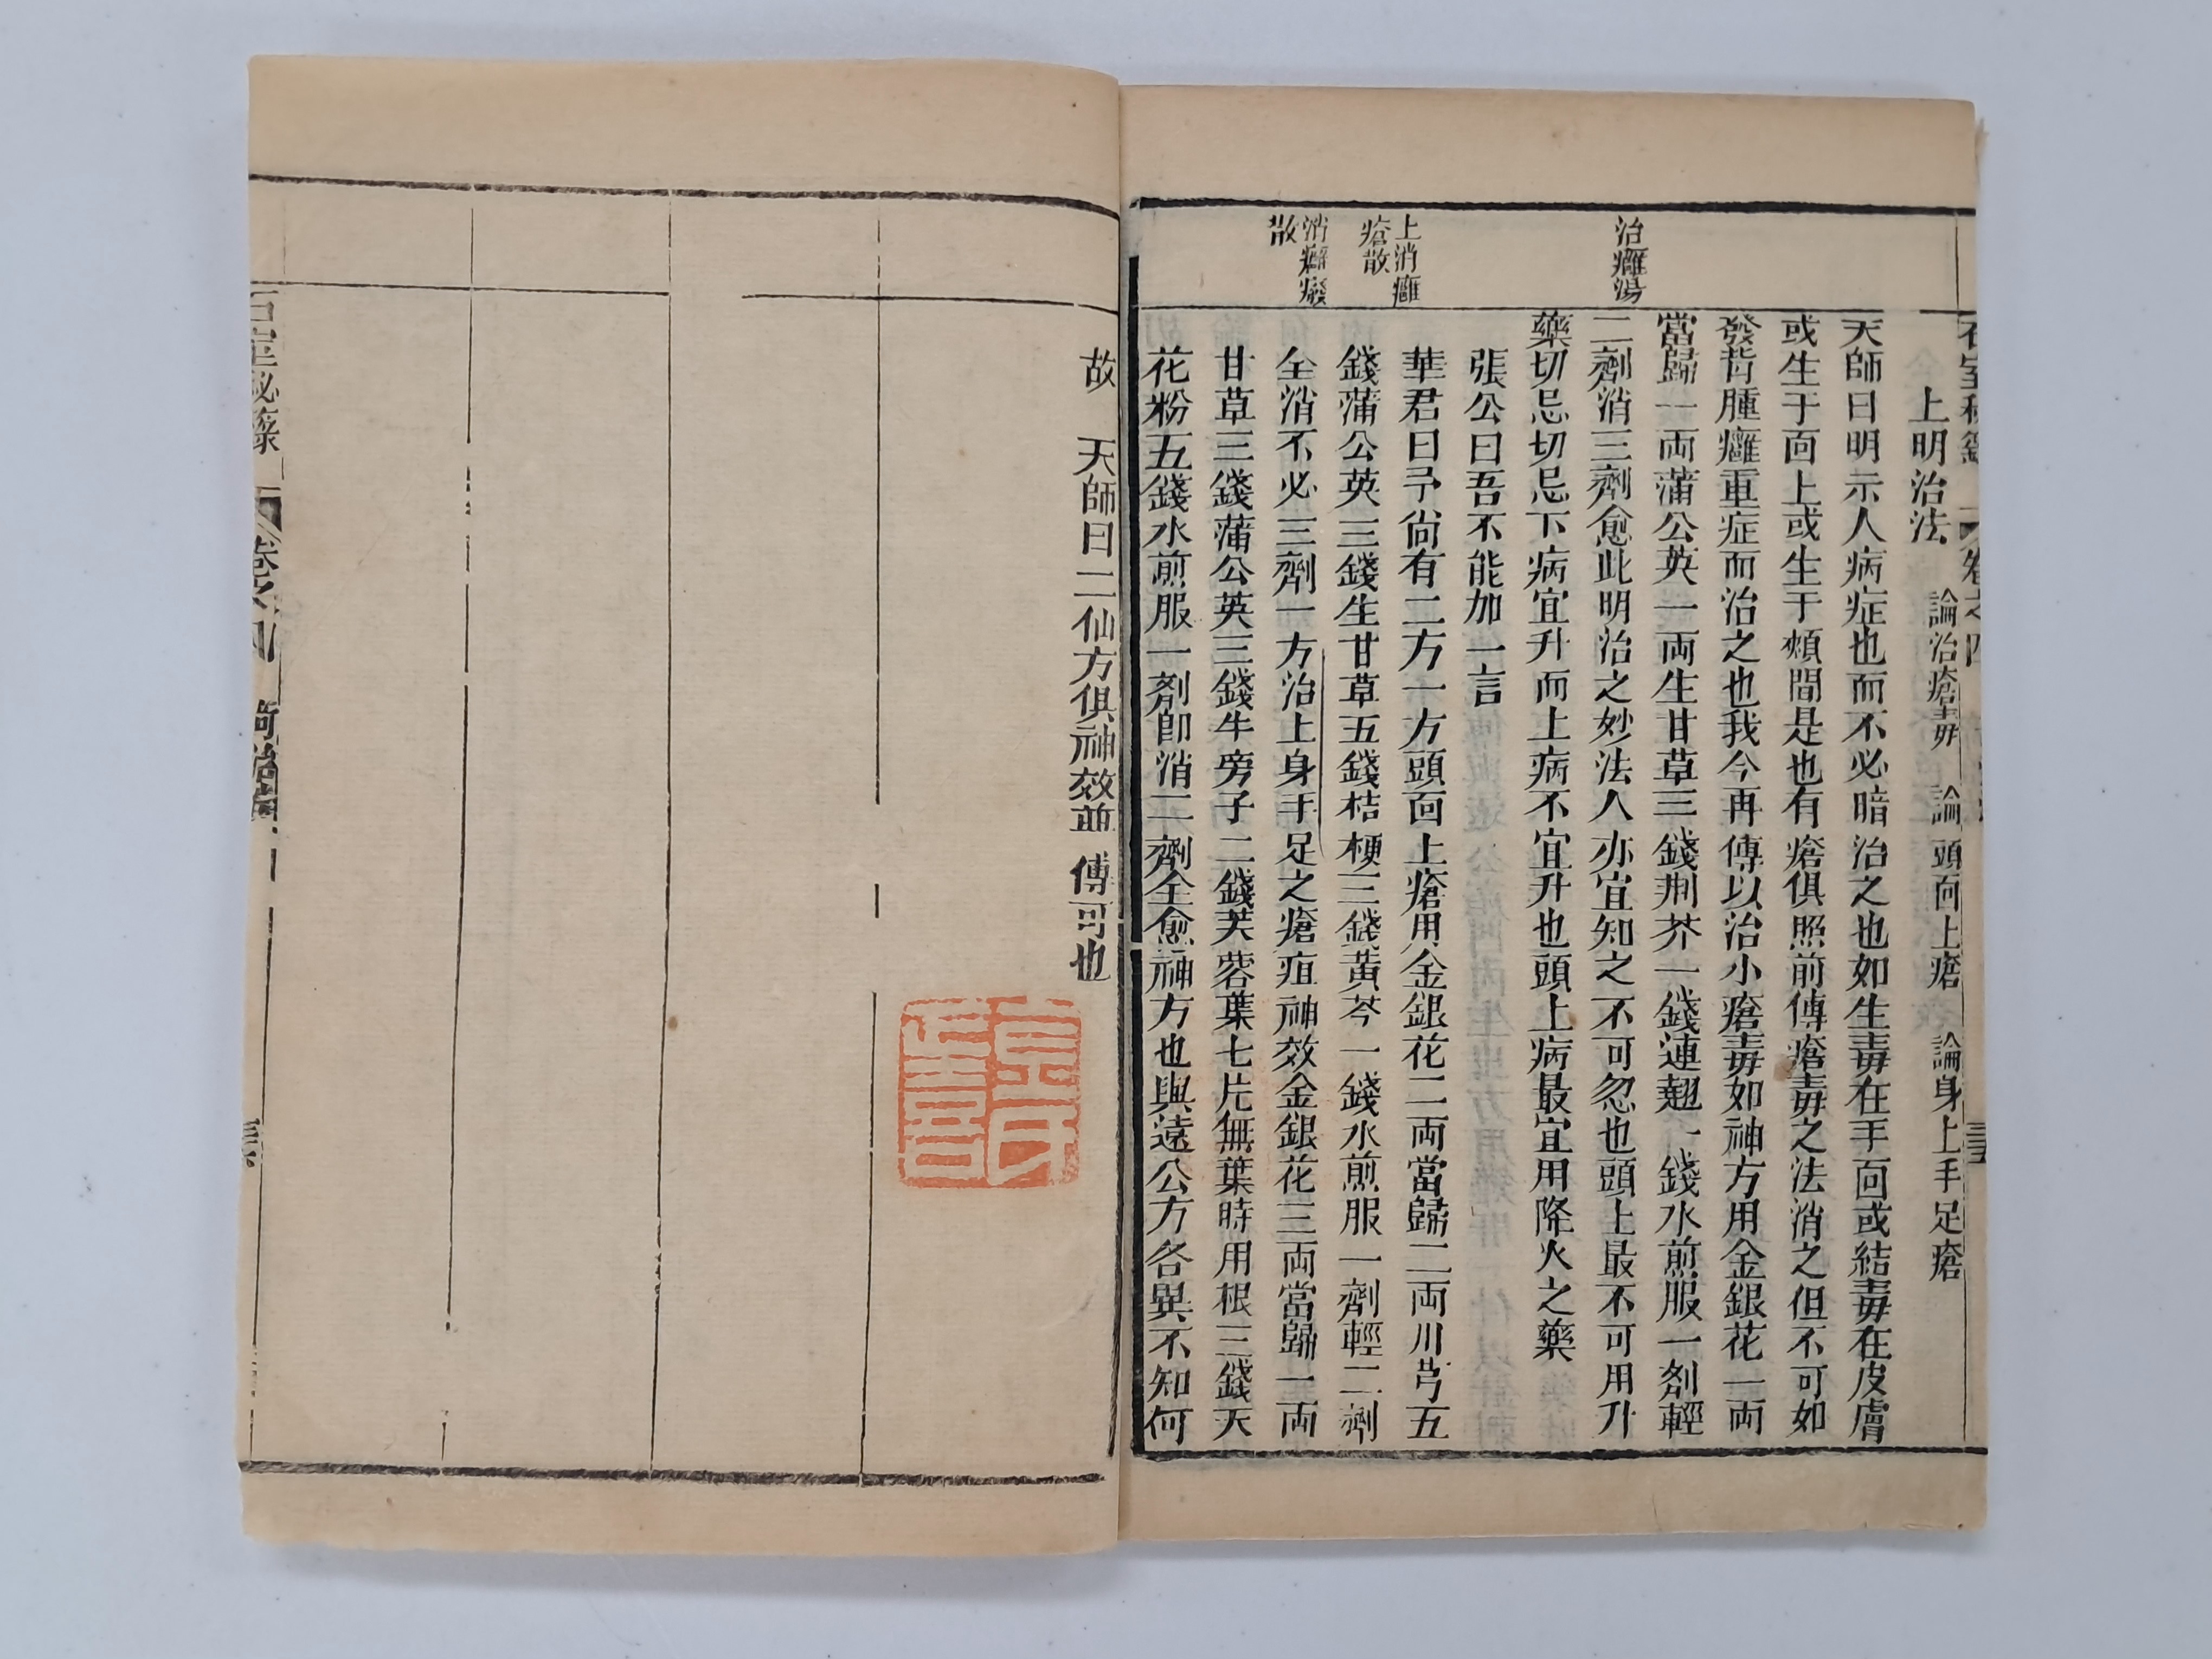 石室秘籙 卷之四 三五
上明治法 論治瘡毒 論頭面上瘡 論身上手足瘡
天師曰明示人病症也而不必暗治之也如生毒在手面或結毒在皮膚
或生于面上或生于頰間是也有瘡俱照前傳瘡毒之法消之但不可如
發背腫癰重症而治之也我今再傳以治小瘡毒如神方用金銀花一両
當歸一両蒲公英一両生甘草三錢荆芥一錢連翹一錢水煎服一劑輕
二劑消三劑愈此明治之妙法人亦宜知之不可忽也頭上最不可用升
藥切忌切忌下病宜升而上病不宜升也頭上病最宜用降火之藥
張公曰吾不能加一言
華君曰予尙有二方一方頭面上瘡用金銀花二両當歸二両川芎五
錢蒲公英三錢生甘草五錢桔梗三錢黃芩一錢水煎服一劑輕二劑
全消不必三劑一方治上身手足之瘡疽神效金銀花三両當歸一両
甘草三錢蒲公英三錢牛旁子二錢芙蓉葉七片無葉時用根三錢天
花粉五錢水煎服一剂卽消二劑全愈神方也與遠公方各異不知何
治癰湯
上消癰
瘡散
消癬癈
散
故 天師曰二仙方俱神效並 傳可也
石室秘籙 卷之四 三六